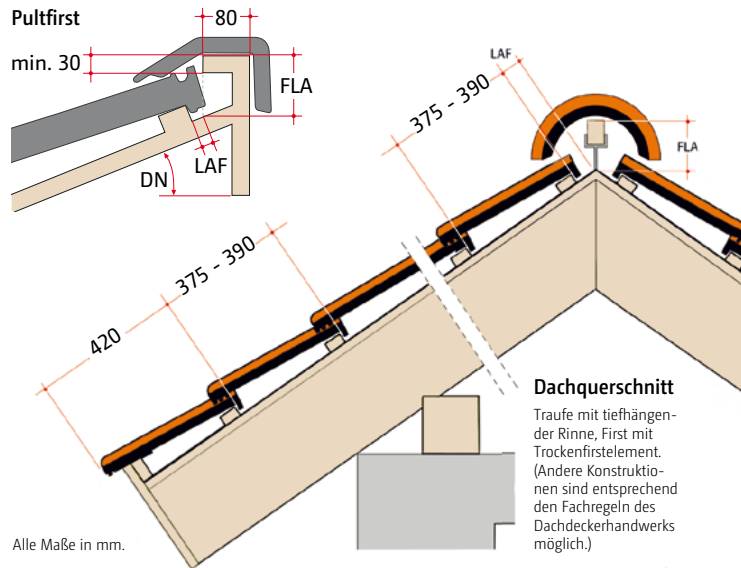 Pultfirst
80
min. 30
FLA
LAF
DN
LAF
375 - 390
FLA
375 - 390
420
Dachquerschnitt
Traufe mit tiefhängen-
der Rinne, First mit
Trockenfirstelement.
(Andere Konstruktio-
nen sind entsprechend
den Fachregeln des
Dachdeckerhandwerks
möglich.)
Alle Maße in mm.